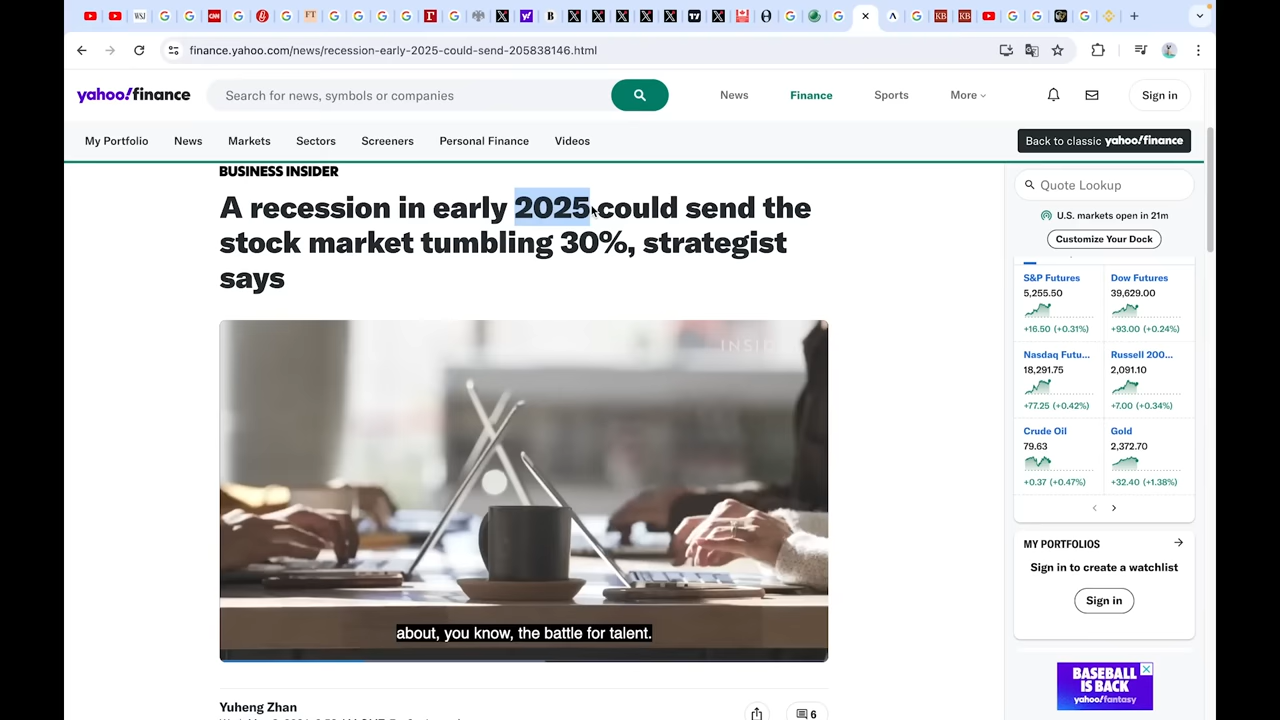 WSJ
CNN
FT
B
finance.yahoo.com/news/recession-early-2025-could-send-205838146.html
yahoo!finance
Search for news, symbols or companies
News
Finance
Sports
More
Sign in
My Portfolio
News
Markets
Sectors
Screeners
Personal Finance
Videos
Back to classic yahoo!finance
BUSINESS INSIDER
A recession in early 2025 could send the
stock market tumbling 30%, strategist
says
INSID
about, you know, the battle for talent.
Yuheng Zhan
6
Quote Lookup
U.S. markets open in 21m
Customize Your Dock
S&P Futures
5,255.50
+16.50 (+0.31%)
Dow Futures
39,629.00
+93.00 (+0.24%)
Nasdaq Futu...
18,291.75
+77.25 (+0.42%)
Russell 200...
2,091.10
+7.00 (+0.34%)
Crude Oil
79.63
+0.37 (+0.47%)
Gold
2,372.70
+32.40 (+1.38%)
MY PORTFOLIOS
Sign in to create a watchlist
Sign in
BASEBALL
IS BACK
yahoo/fantasy